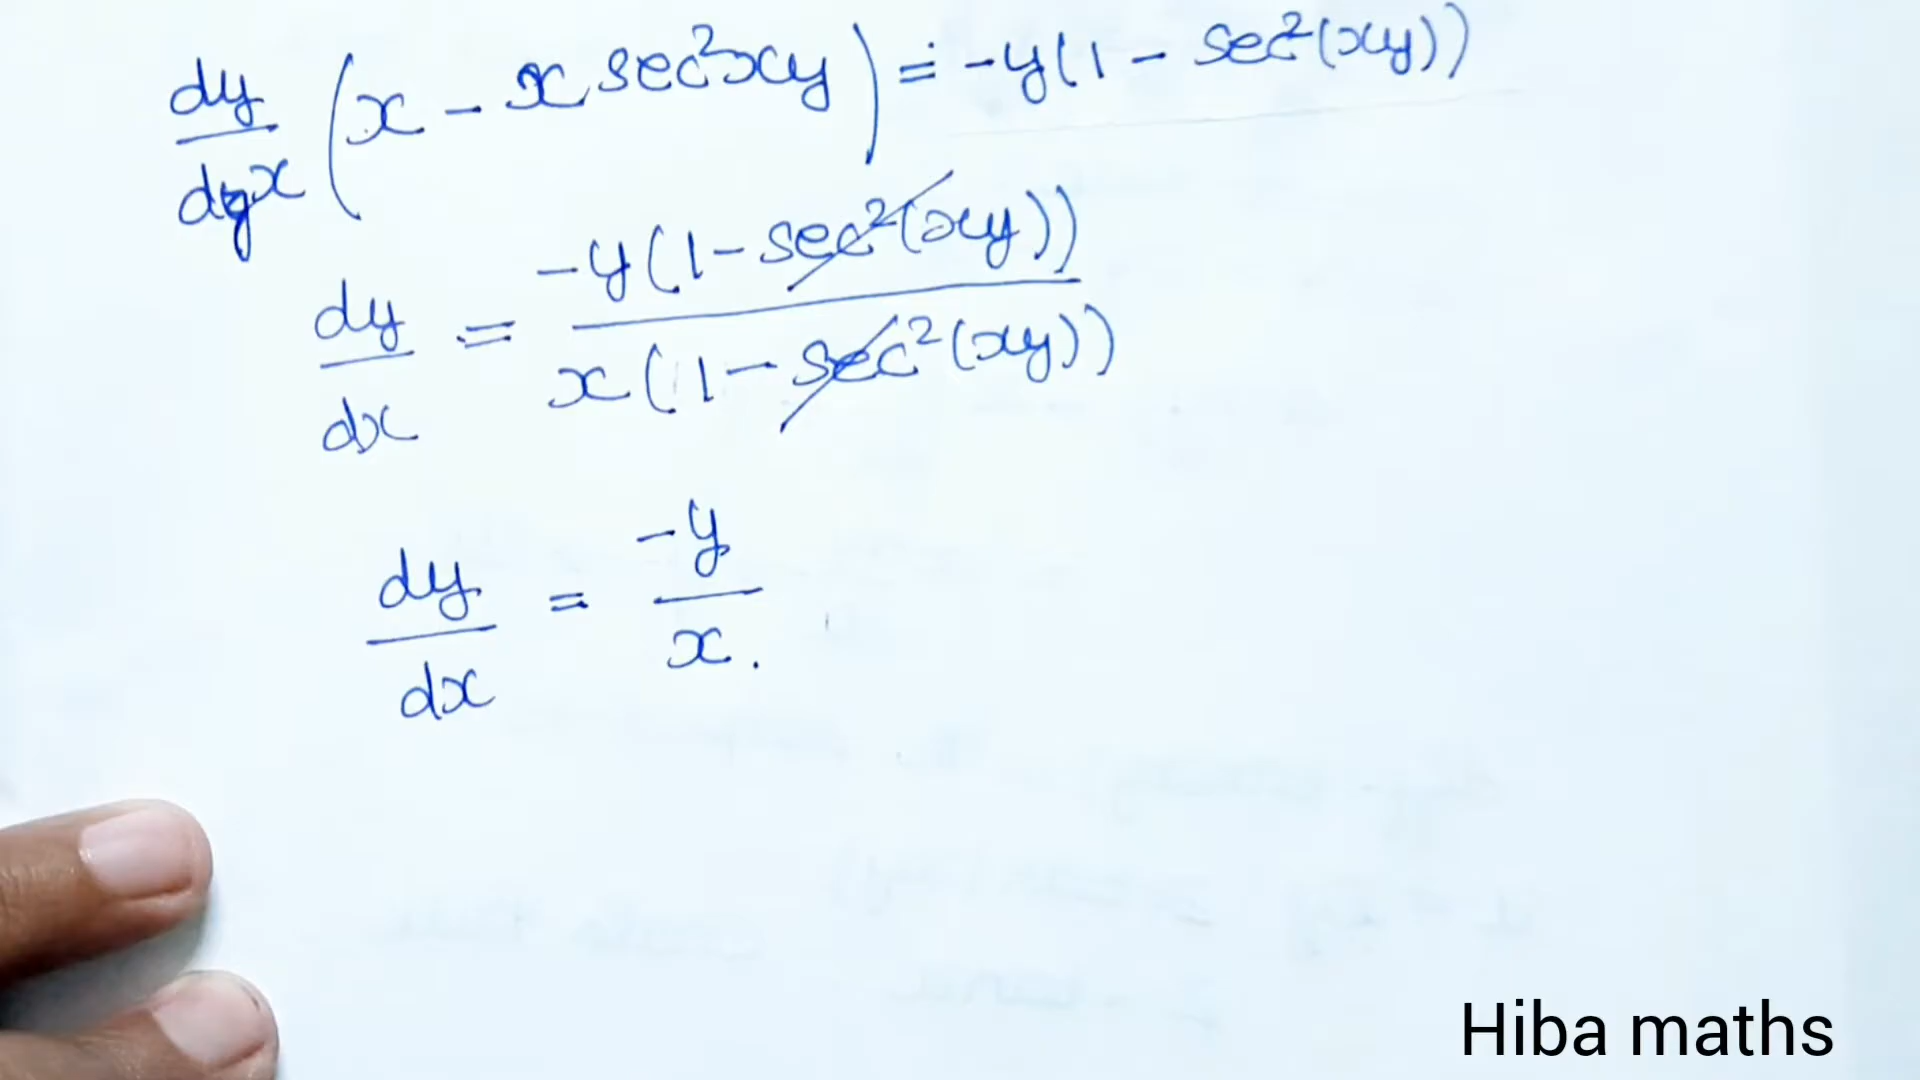 dy/dx (x - x sec²xy) = -y(1 - sec²(xy))
dy/dx = -y(1 - sec²(xy)) / x(1 - sec²(xy))
dy/dx = -y/x.
Hiba maths